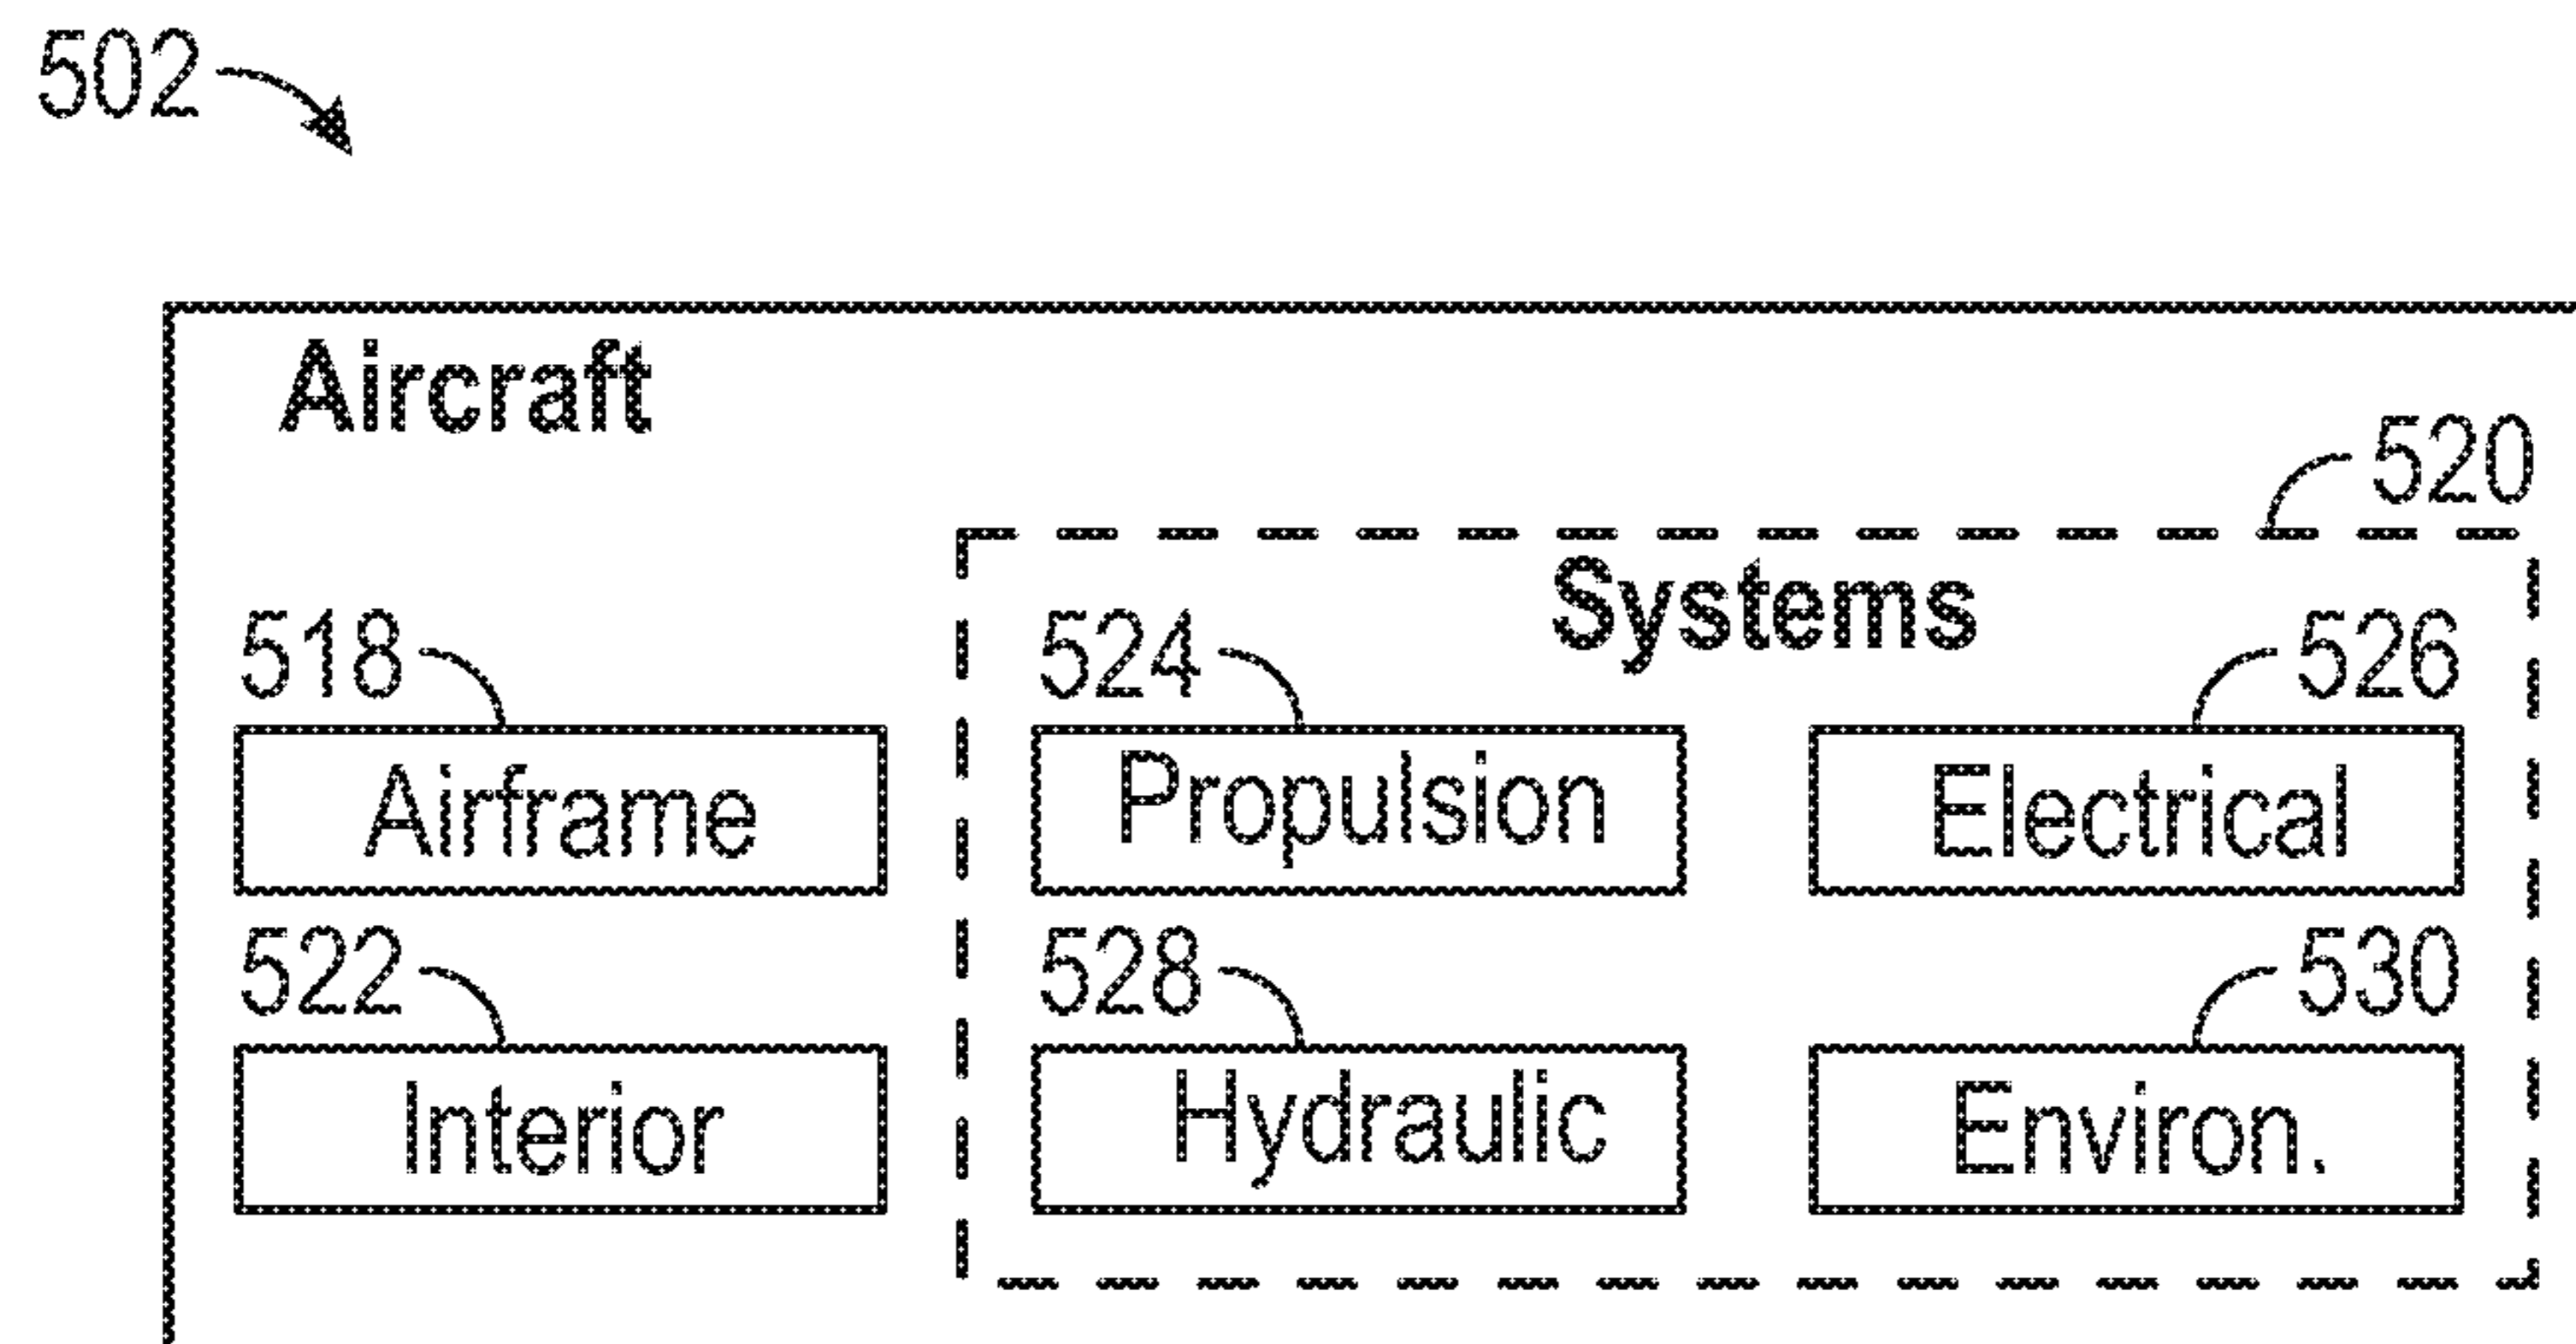 502
Aircraft
520
Systems
518 524 526
Airframe Propulsion Electrical
522 528 530
Interior Hydraulic Environ.